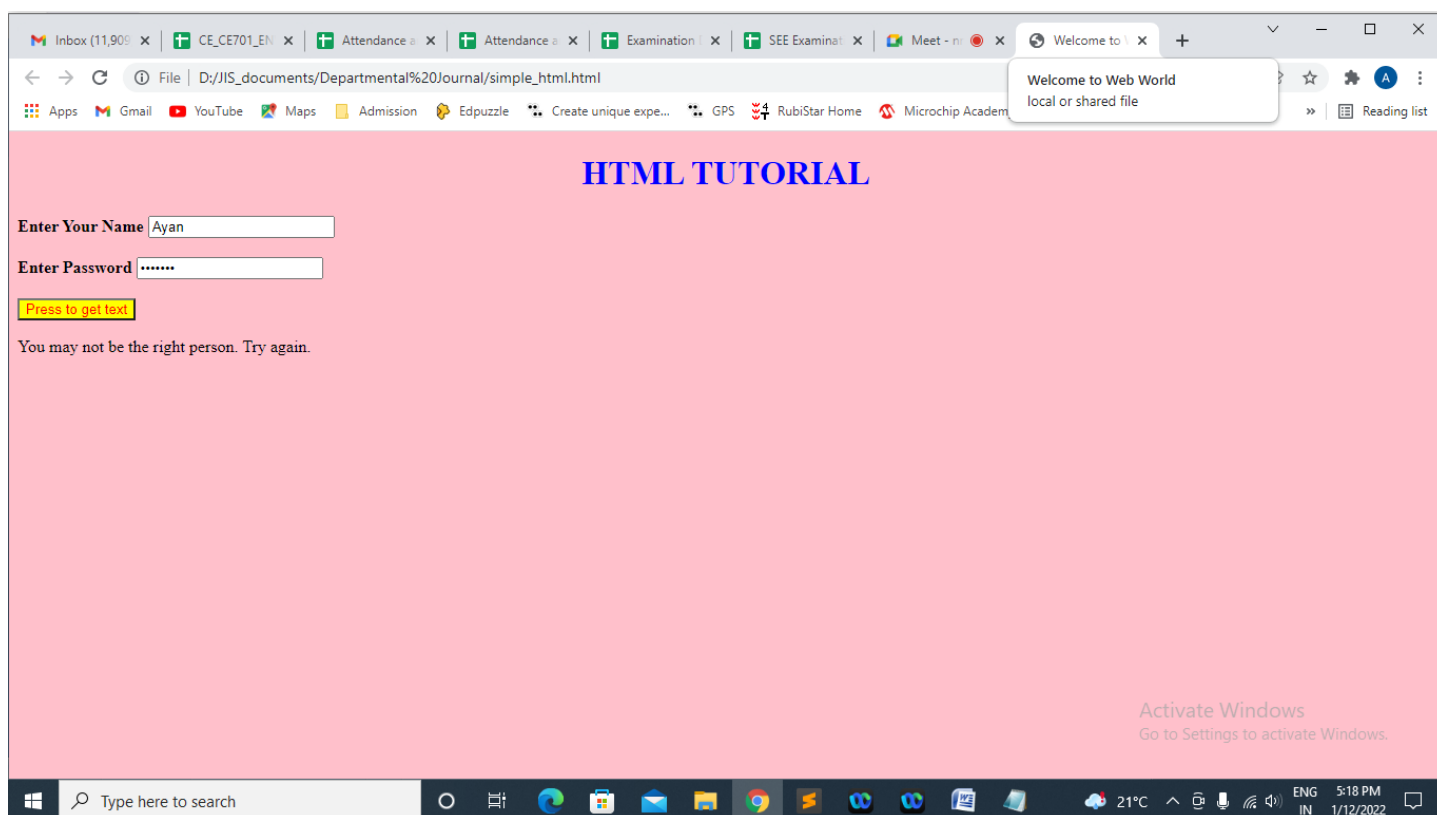 Inbox (11,909 CE_CE701_EN Attendance a Attendance a Examination SEE Examinat Meet - n Welcome to
File D:/JIS_documents/Departmental%20Journal/simple_html.html
Welcome to Web World
local or shared file
A
Apps Gmail YouTube Maps Admission Edpuzzle Create unique expe... GPS RubiStar Home Microchip Academ » Reading list
HTML TUTORIAL
Enter Your Name Ayan
Enter Password •••••••
Press to get text
You may not be the right person. Try again.
Activate Windows
Go to Settings to activate Windows.
Type here to search 21°C ENG 5:18 PM
IN 1/12/2022